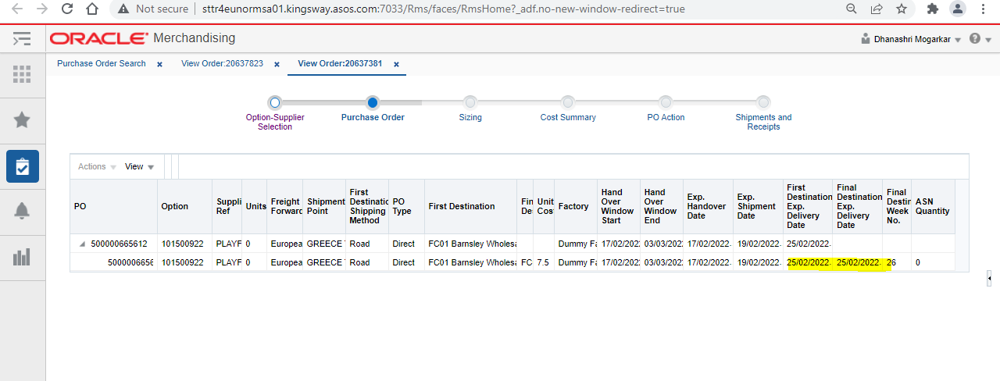 Not secure sttr4eunormsa01.kingsway.asos.com:7033/Rms/faces/RmsHome?_adf.no-new-window-redirect=true
ORACLE Merchandising
Dhanashri Mogarkar
Purchase Order Search × View Order:20637823 × View Order:20637381 ×
Option-Supplier Selection
Purchase Order
Sizing
Cost Summary
PO Action
Shipments and Receipts
Actions View
PO Option Suppli Ref Units Freight Forward Shipment Point First Destinatio Shipping Method PO Type First Destination Fin De Unit Cos Factory Hand Over Window Start Hand Over Window End Exp. Handover Date Exp. Shipment Date First Destination Exp. Delivery Date Final Destination Exp. Delivery Date Final Destin Week No. ASN Quantity
500000665612 101500922 PLAYF 0 Europea GREECE Road Direct FC01 Barnsley Wholesa Dummy Fa 17/02/2022 03/03/2022 17/02/2022. 19/02/2022. 25/02/2022.
5000006656 101500922 PLAYF 0 Europea GREECE Road Direct FC01 Barnsley Wholesa FC 7.5 Dummy Fa 17/02/2022 03/03/2022 17/02/2022. 19/02/2022. 25/02/2022. 25/02/2022. 26 0